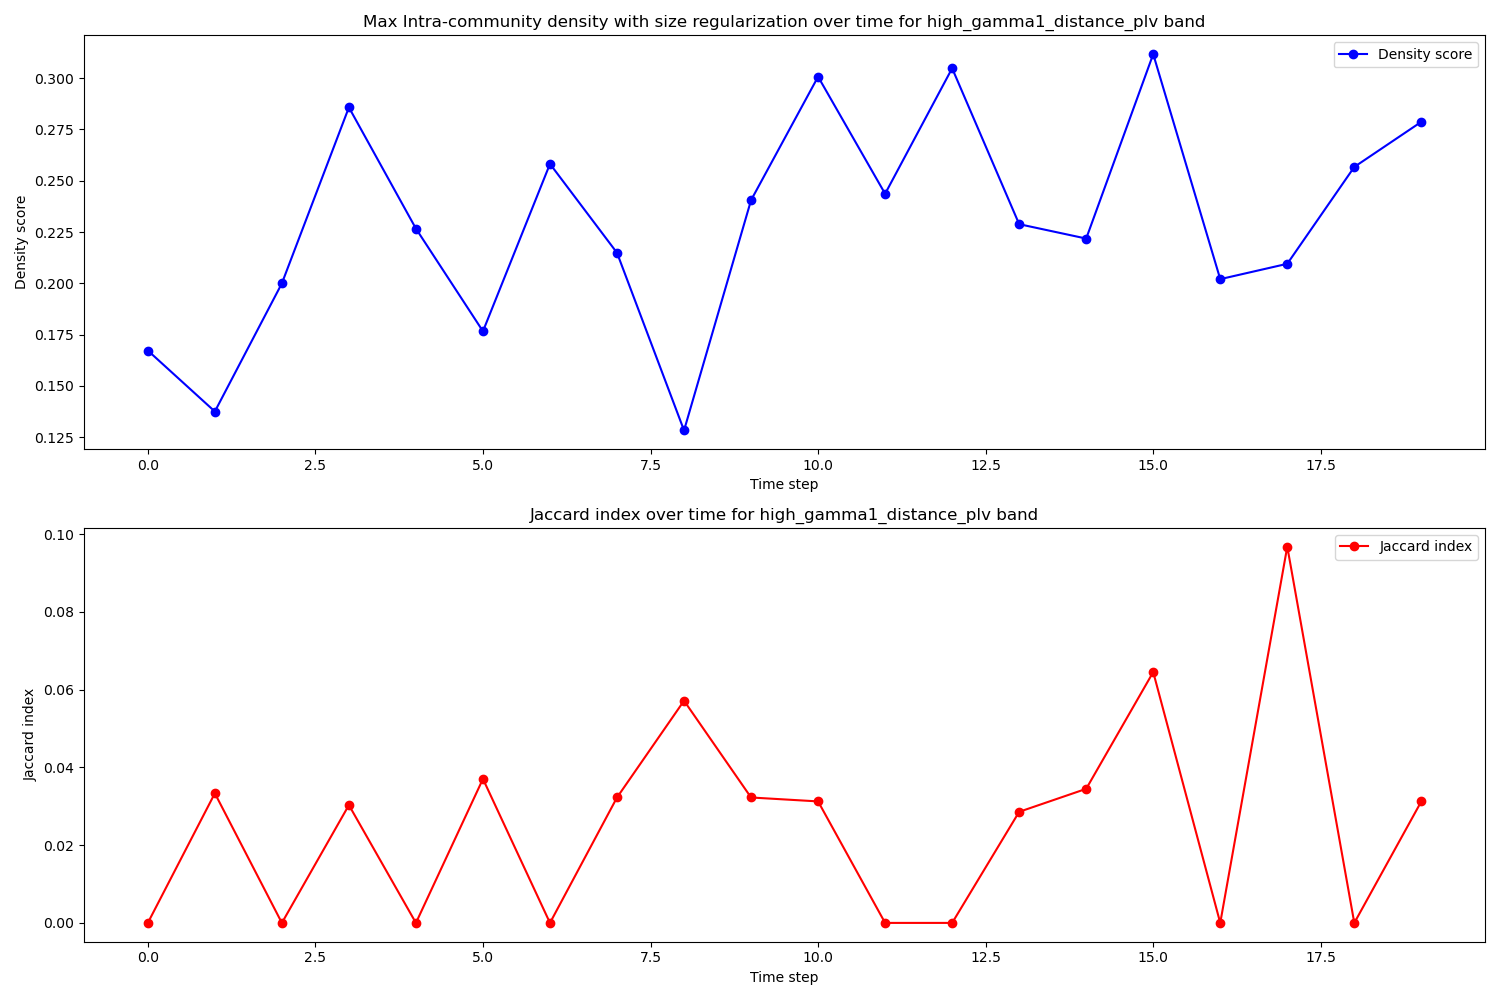 Max Intra-community density with size regularization over time for high_gamma1_distance_plv band
Density score
0.300
0.275
0.250
0.225
0.200
0.175
0.150
0.125
Density score
0.0 2.5 5.0 7.5 10.0 12.5 15.0 17.5
Time step
Jaccard index over time for high_gamma1_distance_plv band
Jaccard index
0.10
0.08
0.06
0.04
0.02
0.00
Jaccard index
0.0 2.5 5.0 7.5 10.0 12.5 15.0 17.5
Time step